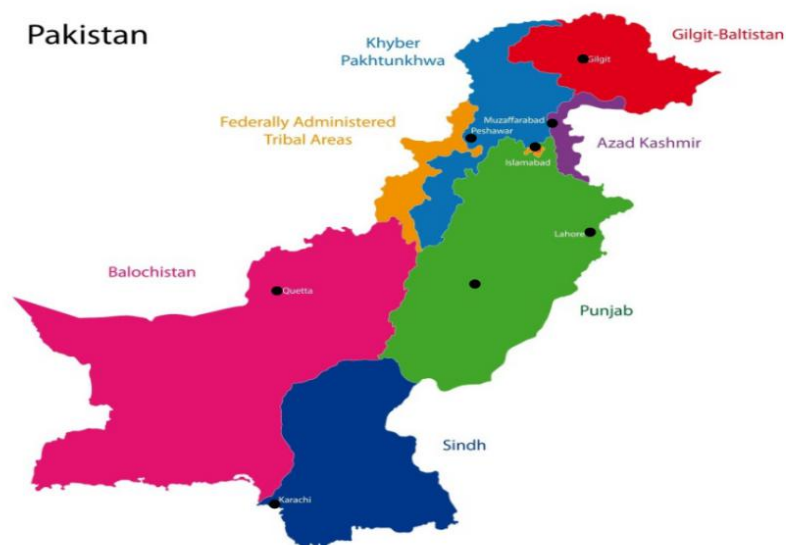 Pakistan
Khyber
Pakhtunkhwa
Gilgit-Baltistan
Gilgit
Federally Administered
Tribal Areas
Muzaffarabad
Peshawar
Azad Kashmir
Islamabad
Lahore
Balochistan
Quetta
Punjab
Sindh
Karachi